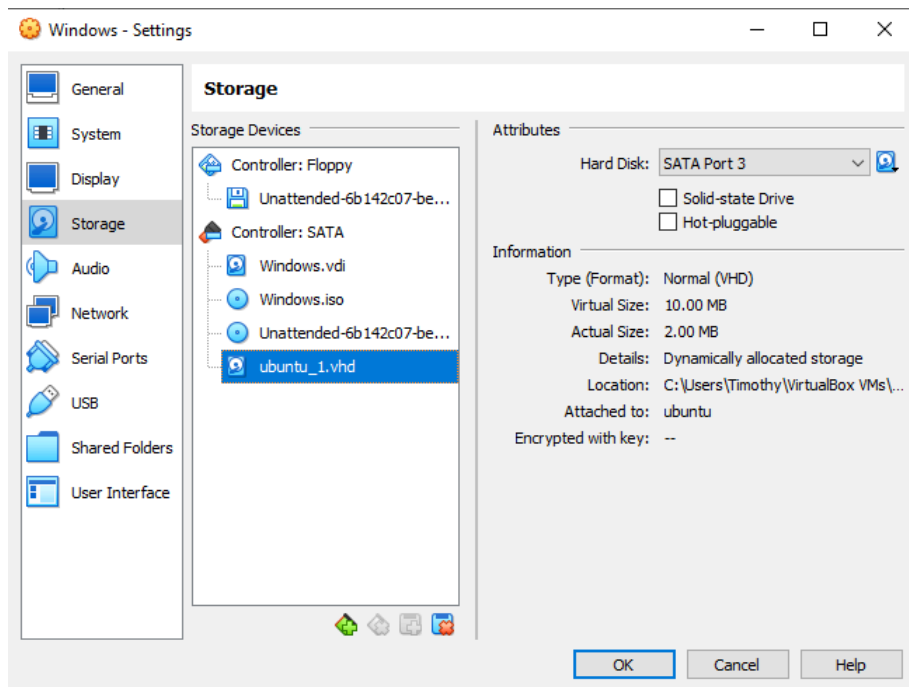 Windows - Settings
General
System
Display
Storage
Audio
Network
Serial Ports
USB
Shared Folders
User Interface
Storage
Storage Devices
Controller: Floppy
Unattended-6b142c07-be...
Controller: SATA
Windows.vdi
Windows.iso
Unattended-6b142c07-be...
ubuntu_1.vhd
Attributes
Hard Disk: SATA Port 3
Solid-state Drive
Hot-pluggable
Information
Type (Format): Normal (VHD)
Virtual Size: 10.00 MB
Actual Size: 2.00 MB
Details: Dynamically allocated storage
Location: C:\Users\Timothy\VirtualBox VMs\...
Attached to: ubuntu
Encrypted with key: --
OK Cancel Help